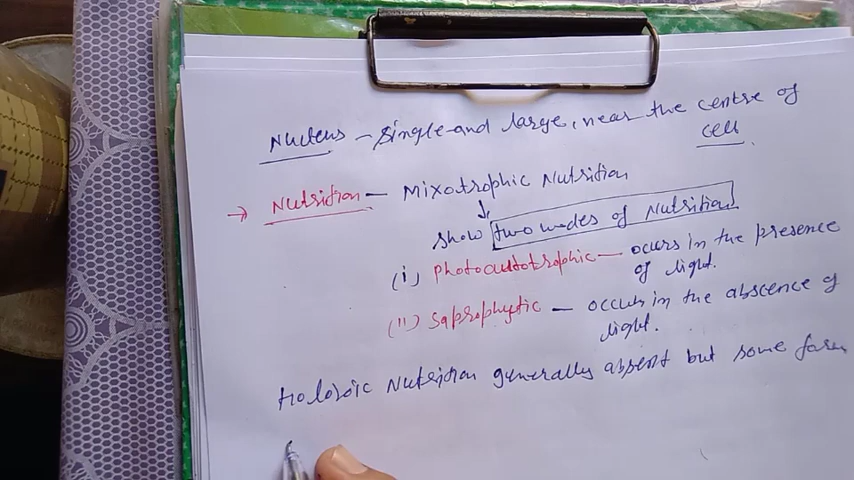 Nucleus - single and large, near the centre of
cell.
→ Nutrition - Mixotrophic Nutrition
↓
show two modes of Nutrition
(i) Photoautotrophic - occurs in the presence
of light.
(ii) Saprophytic - occurs in the abscence of
light.
Holozoic Nutrition generally absent but some form